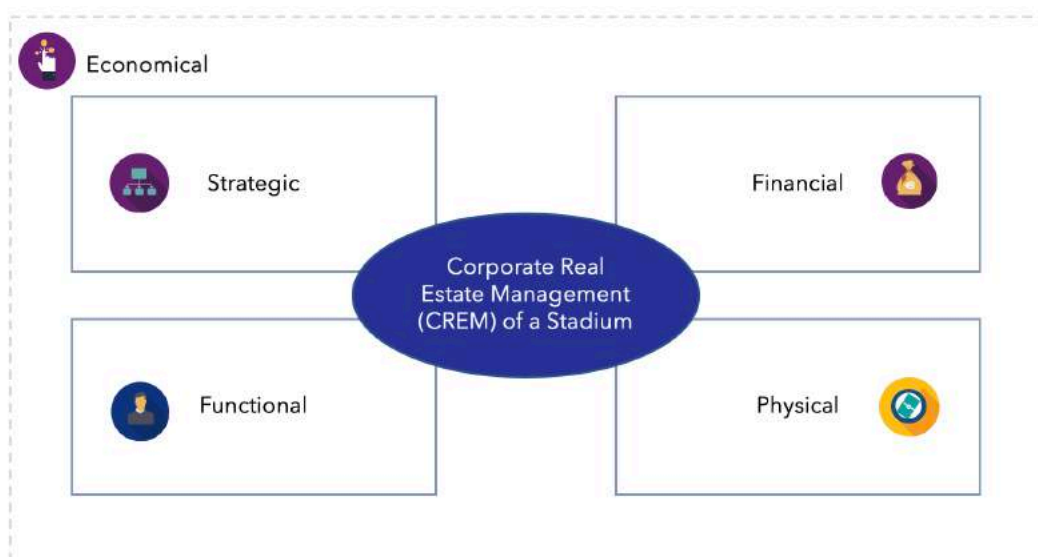 Economical
Strategic
Financial
Corporate Real
Estate Management
(CREM) of a Stadium
Functional
Physical